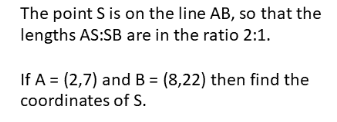 The point S is on the line AB, so that the
lengths AS:SB are in the ratio 2:1.
If A = (2,7) and B = (8,22) then find the
coordinates of S.